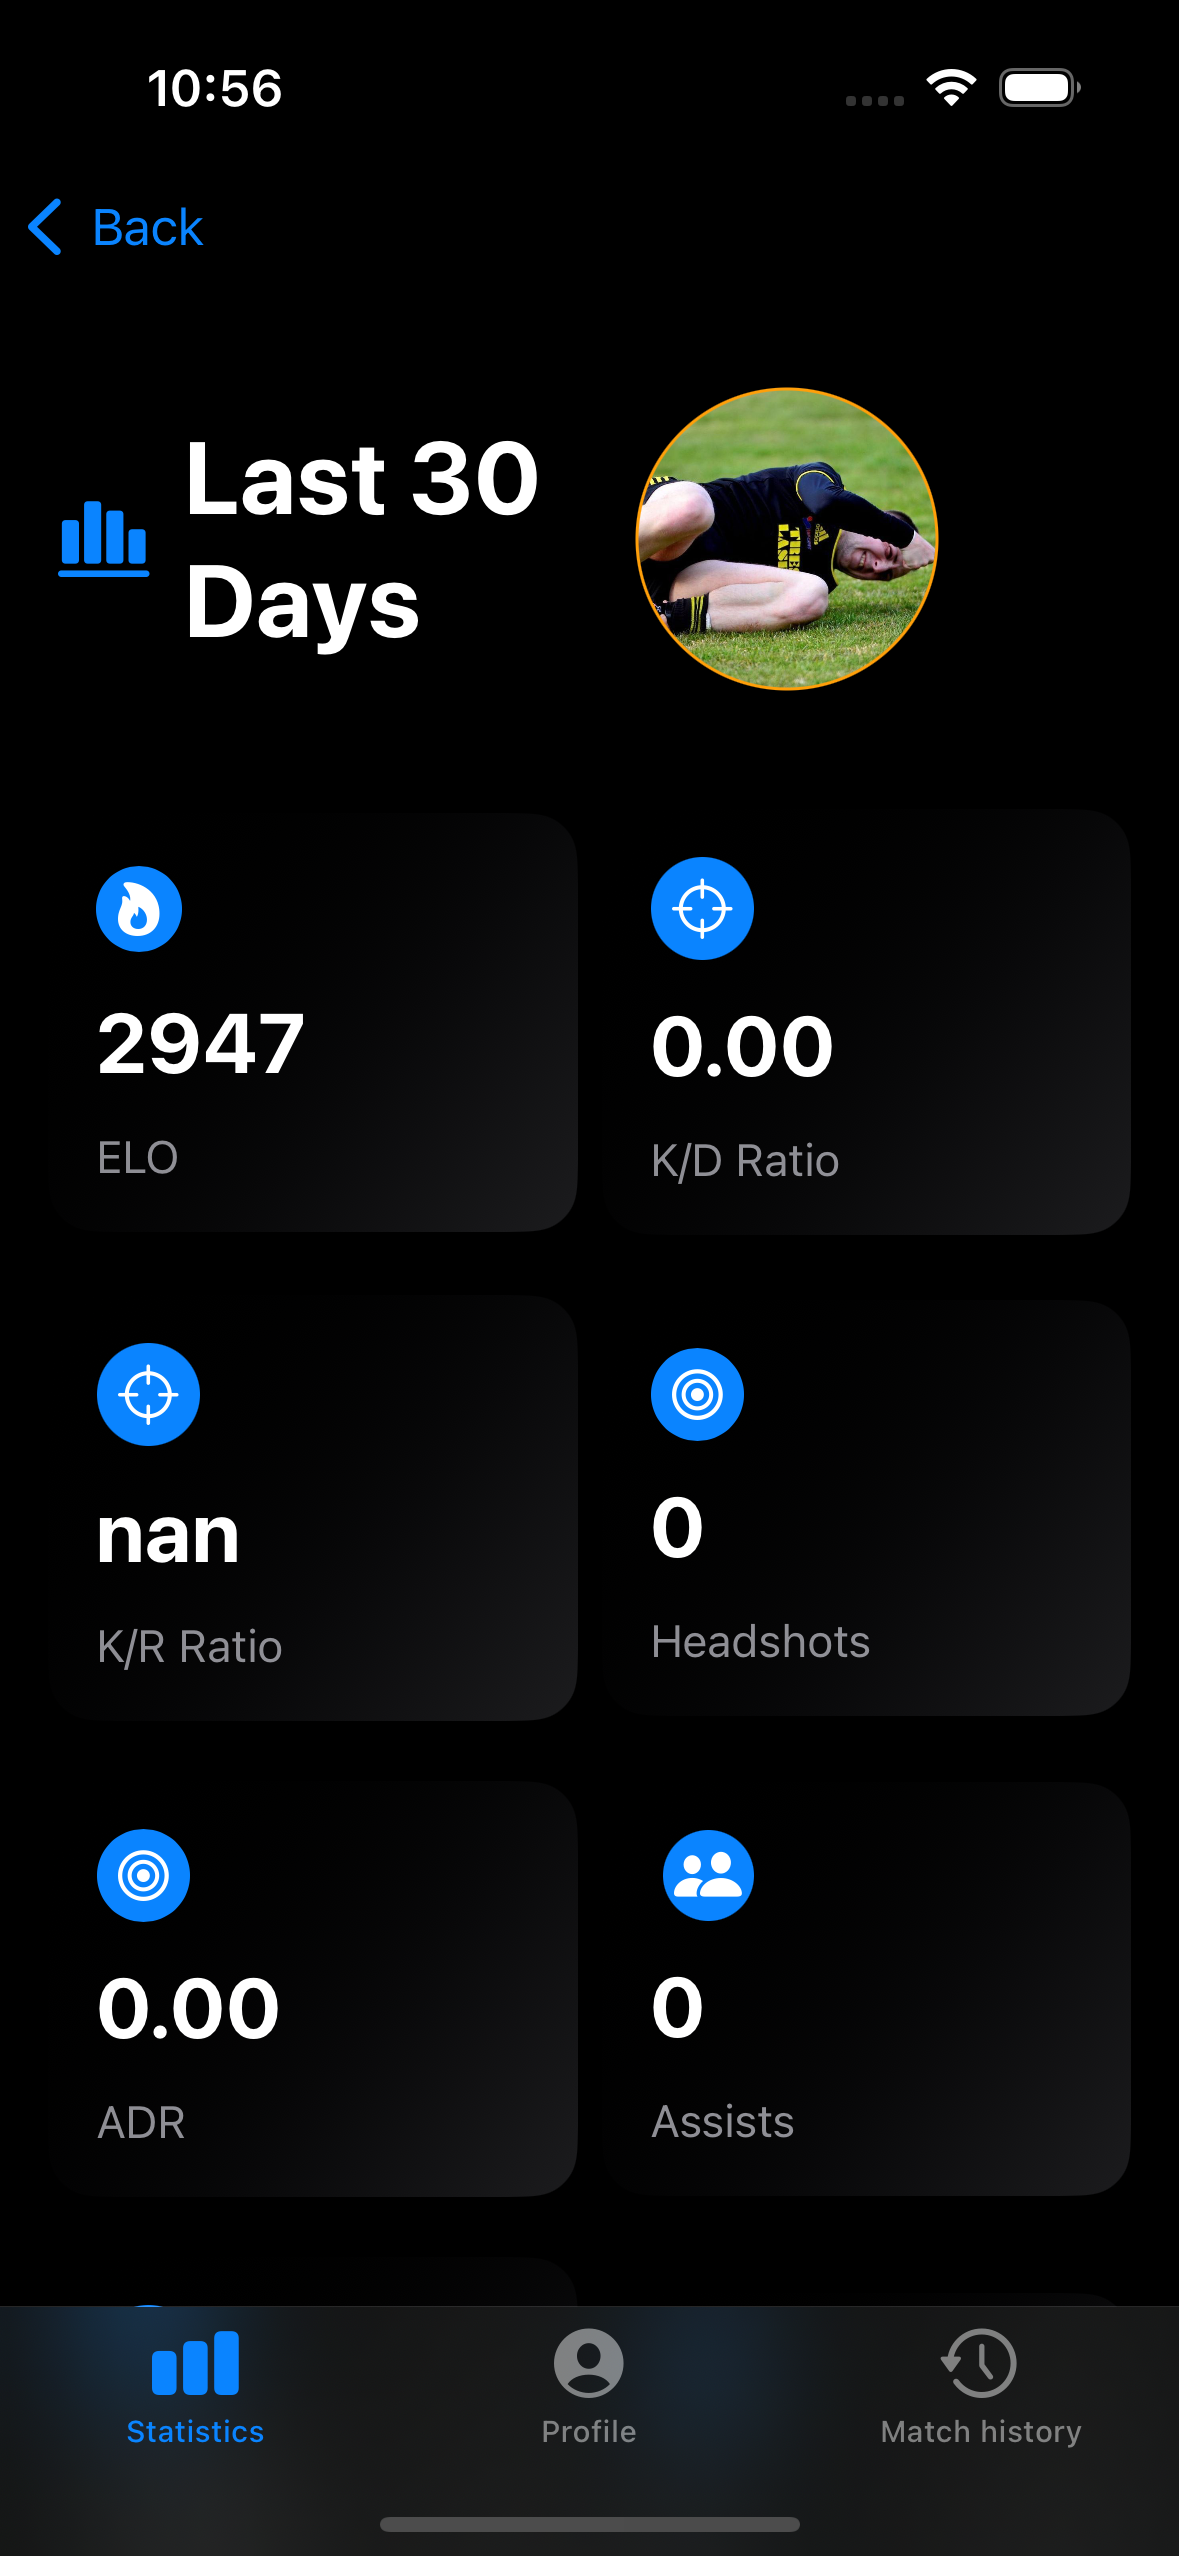 10:56
Back
Last 30
Days
2947
ELO
0.00
K/D Ratio
nan
K/R Ratio
0
Headshots
0.00
ADR
0
Assists
Statistics
Profile
Match history